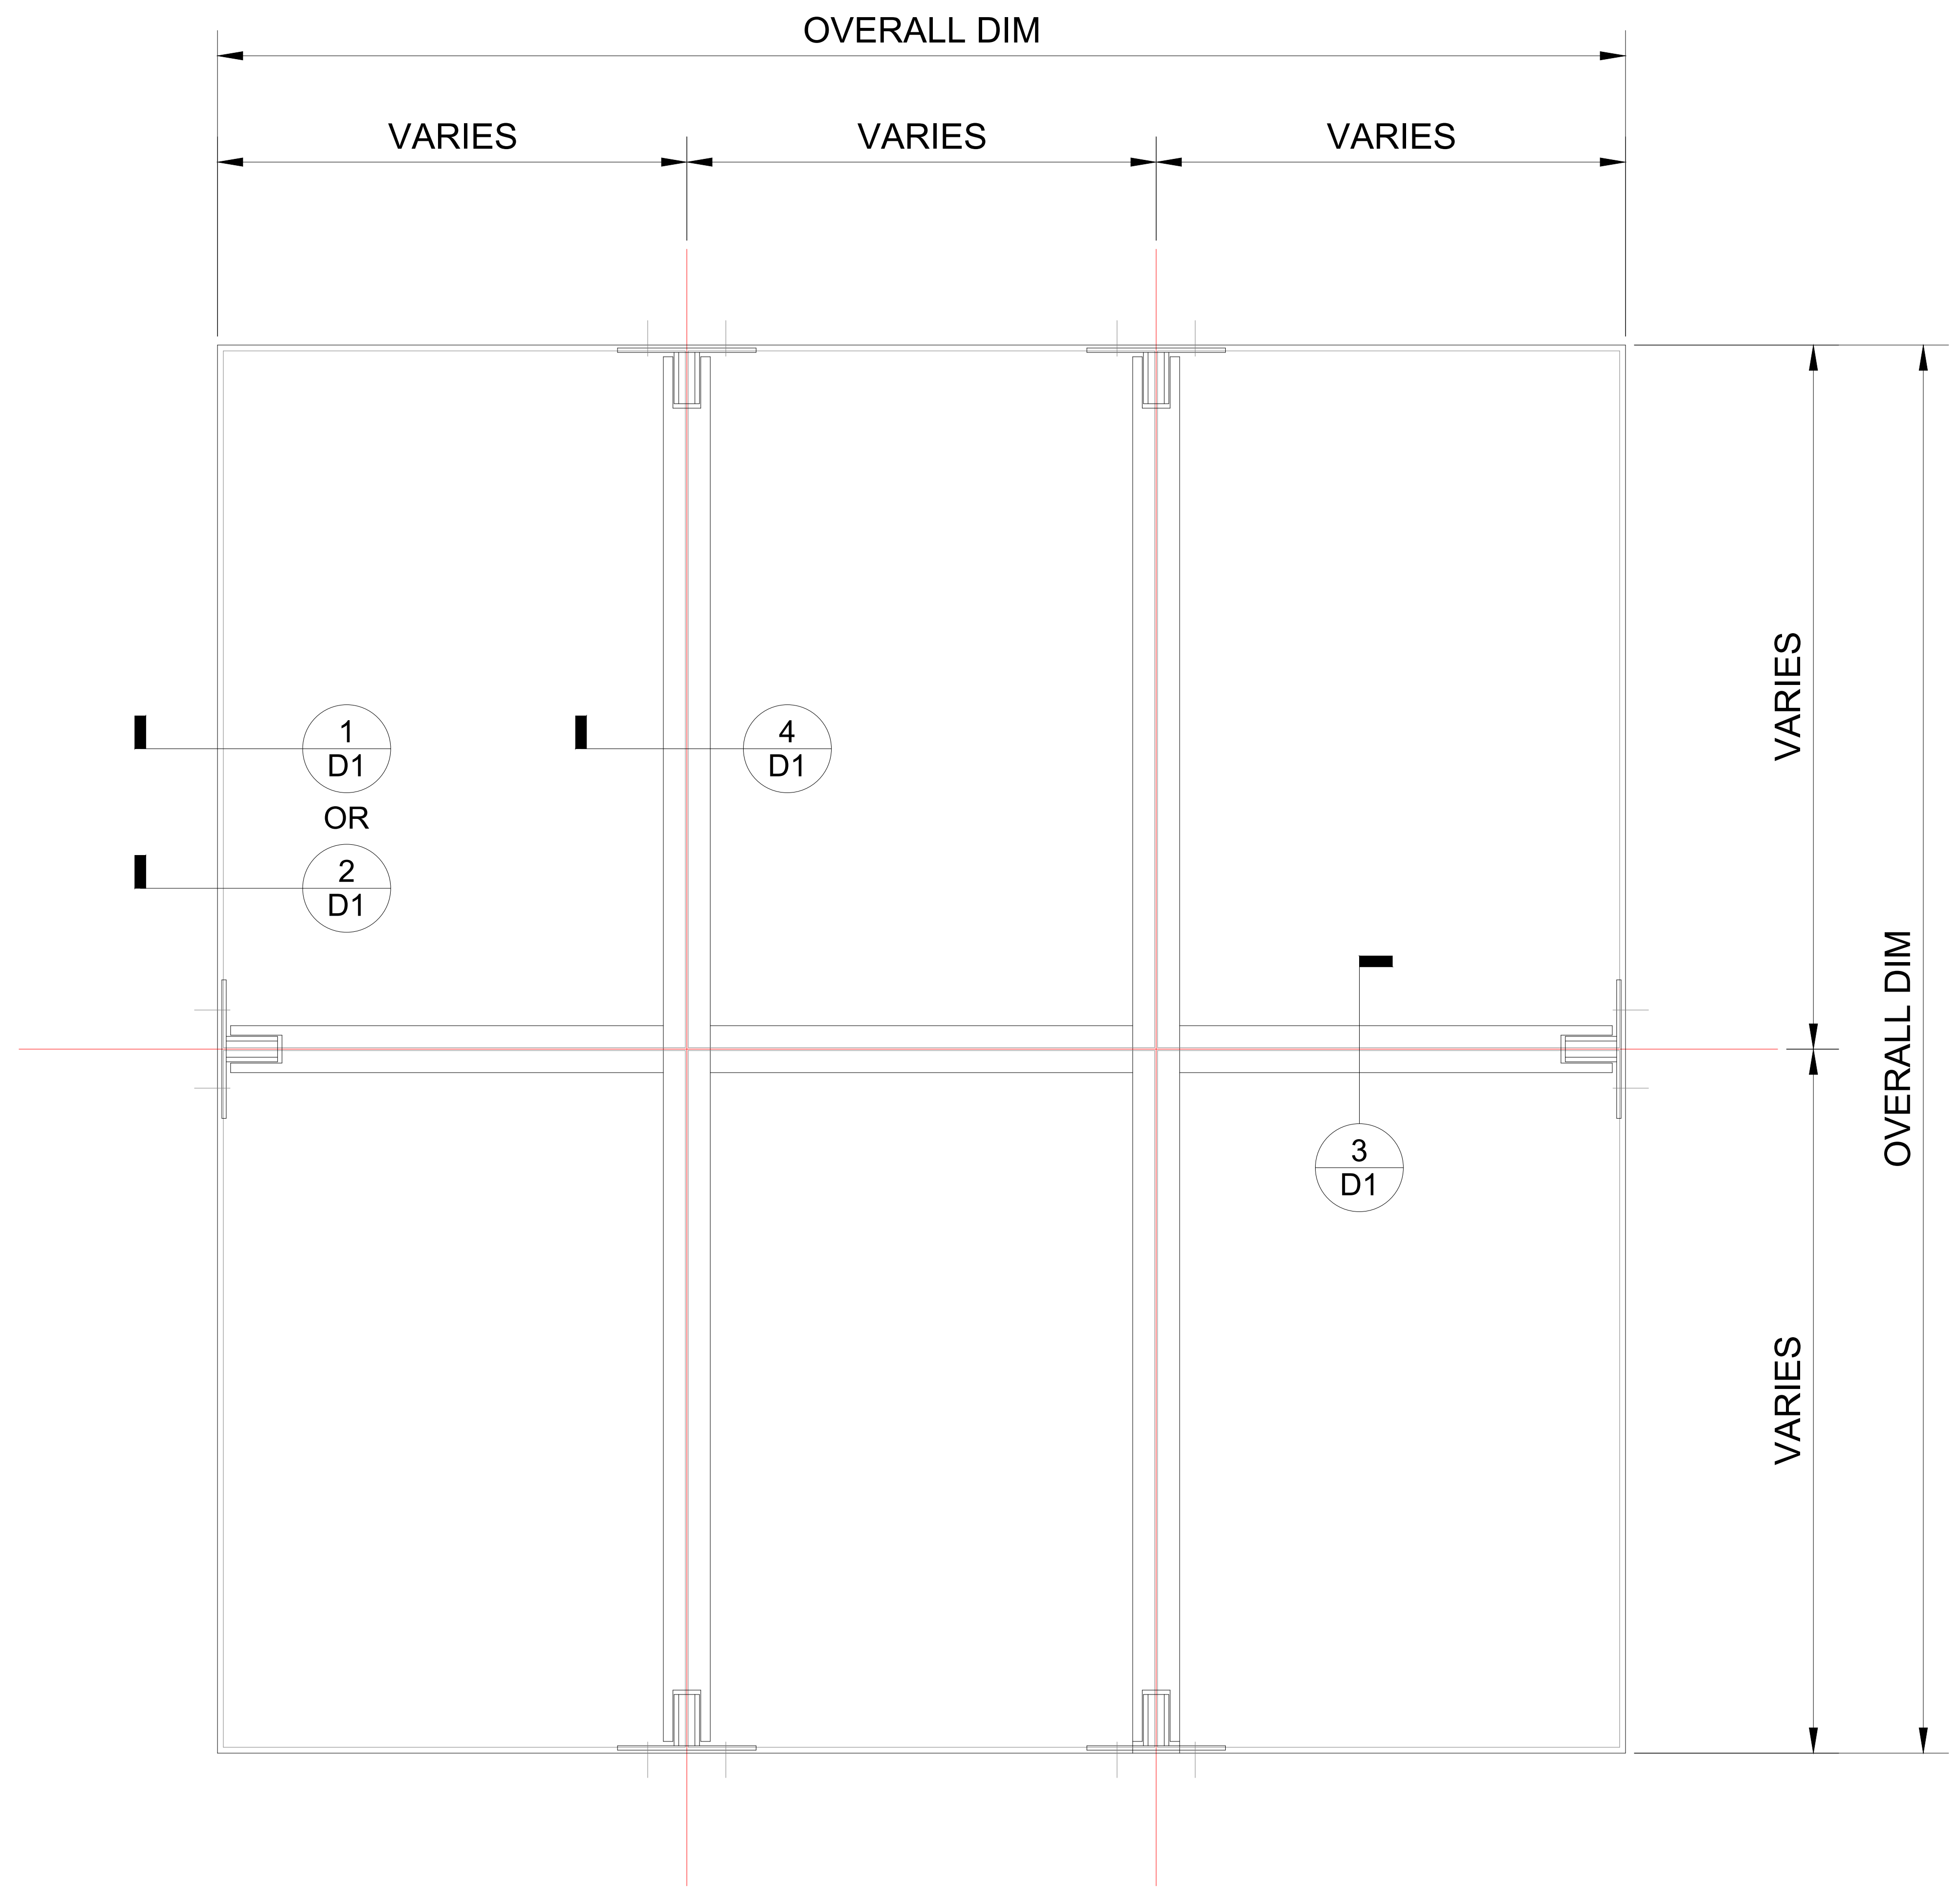 OVERALL DIM
VARIES
VARIES
VARIES
VARIES
1
D1
4
D1
OR
2
D1
OVERALL DIM
3
D1
VARIES